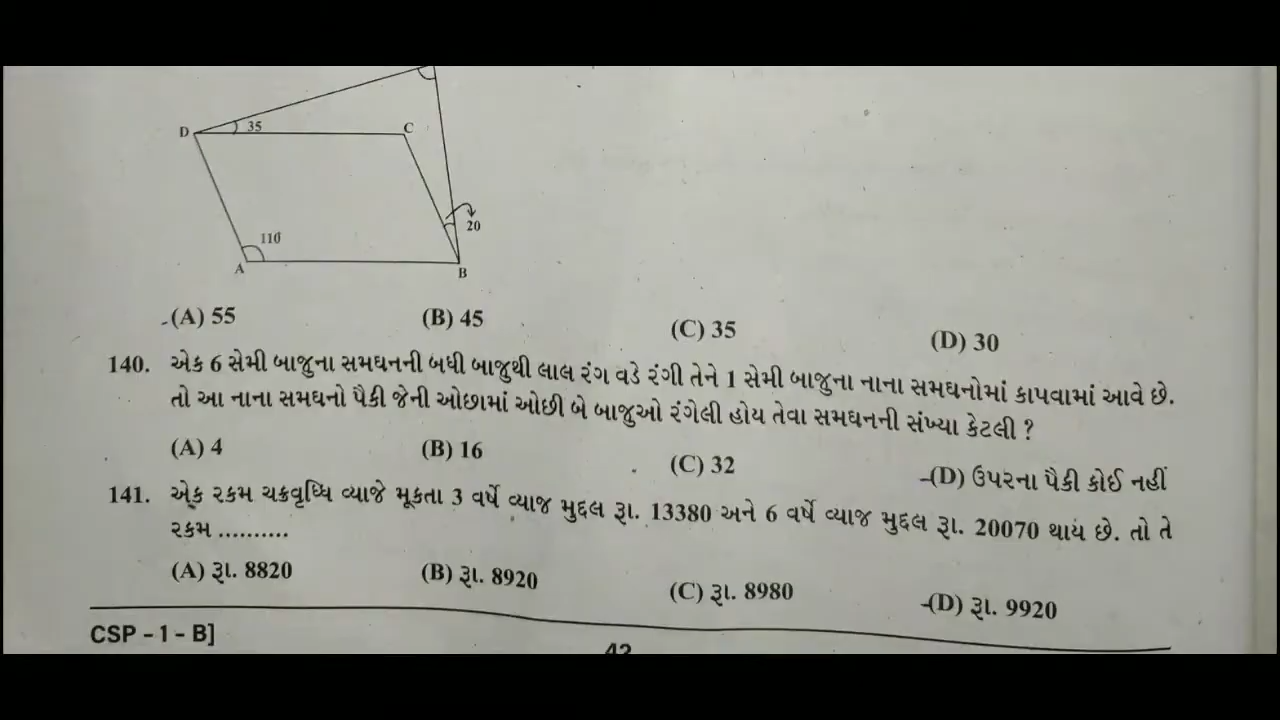 35
D
C
20
110
A
B
(A) 55 (B) 45 (C) 35 (D) 30
140. એક 6 સેમી બાજુના સમઘનની બધી બાજુથી લાલ રંગ વડે રંગી તેને 1 સેમી બાજુના નાના સમઘનોમાં કાપવામાં આવે છે.
તો આ નાના સમઘનો પૈકી જેની ઓછામાં ઓછી બે બાજુઓ રંગેલી હોય તેવા સમઘનની સંખ્યા કેટલી ?
(A) 4 (B) 16 (C) 32 (D) ઉપરના પૈકી કોઈ નહીં
141. એક રકમ ચક્રવૃધ્ધિ વ્યાજે મૂકતા 3 વર્ષે વ્યાજ મુદ્દલ રૂા. 13380 અને 6 વર્ષે વ્યાજ મુદ્દલ રૂા. 20070 થાય છે. તો તે
રકમ ..........
(A) રૂા. 8820 (B) રૂા. 8920 (C) રૂા. 8980 (D) રૂા. 9920
CSP - 1 - B]
42